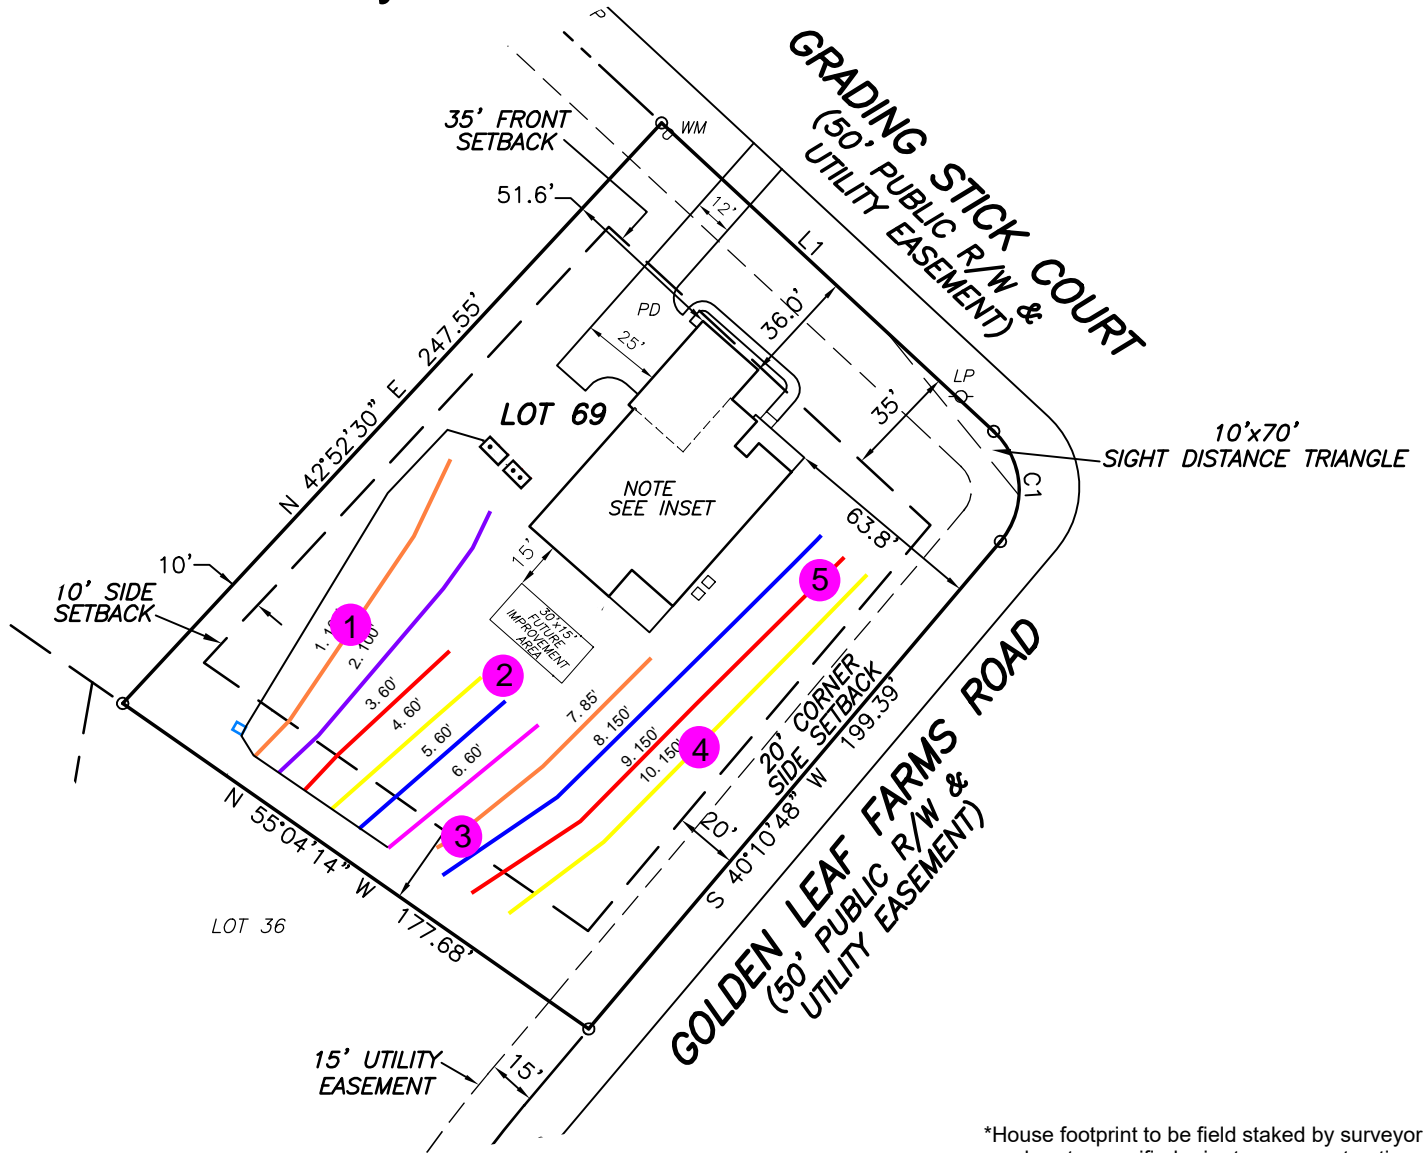 P
GRADING STICK COURT
(50' PUBLIC R/W &
UTILITY EASEMENT)
35' FRONT
SETBACK
WM
51.6'
12'
L1
36.0'
PD
25'
35'
LP
10'x70'
SIGHT DISTANCE TRIANGLE
C1
N 42°52'30" E 247.55'
LOT 69
NOTE
SEE INSET
63.8'
15'
10'
10' SIDE
SETBACK
30'x15'
FUTURE
IMPROVEMENT
AREA
1
2
3
4
5
2. 100'
3. 60'
4. 60'
5. 60'
6. 60'
7. 85'
8. 150'
9. 150'
10. 150'
20' CORNER
SIDE SETBACK
20'
S 40°10'48" W 199.39'
GOLDEN LEAF FARMS ROAD
(50' PUBLIC R/W &
UTILITY EASEMENT)
N 55°04'14" W 177.68'
LOT 36
15' UTILITY
EASEMENT
15'
*House footprint to be field staked by surveyor